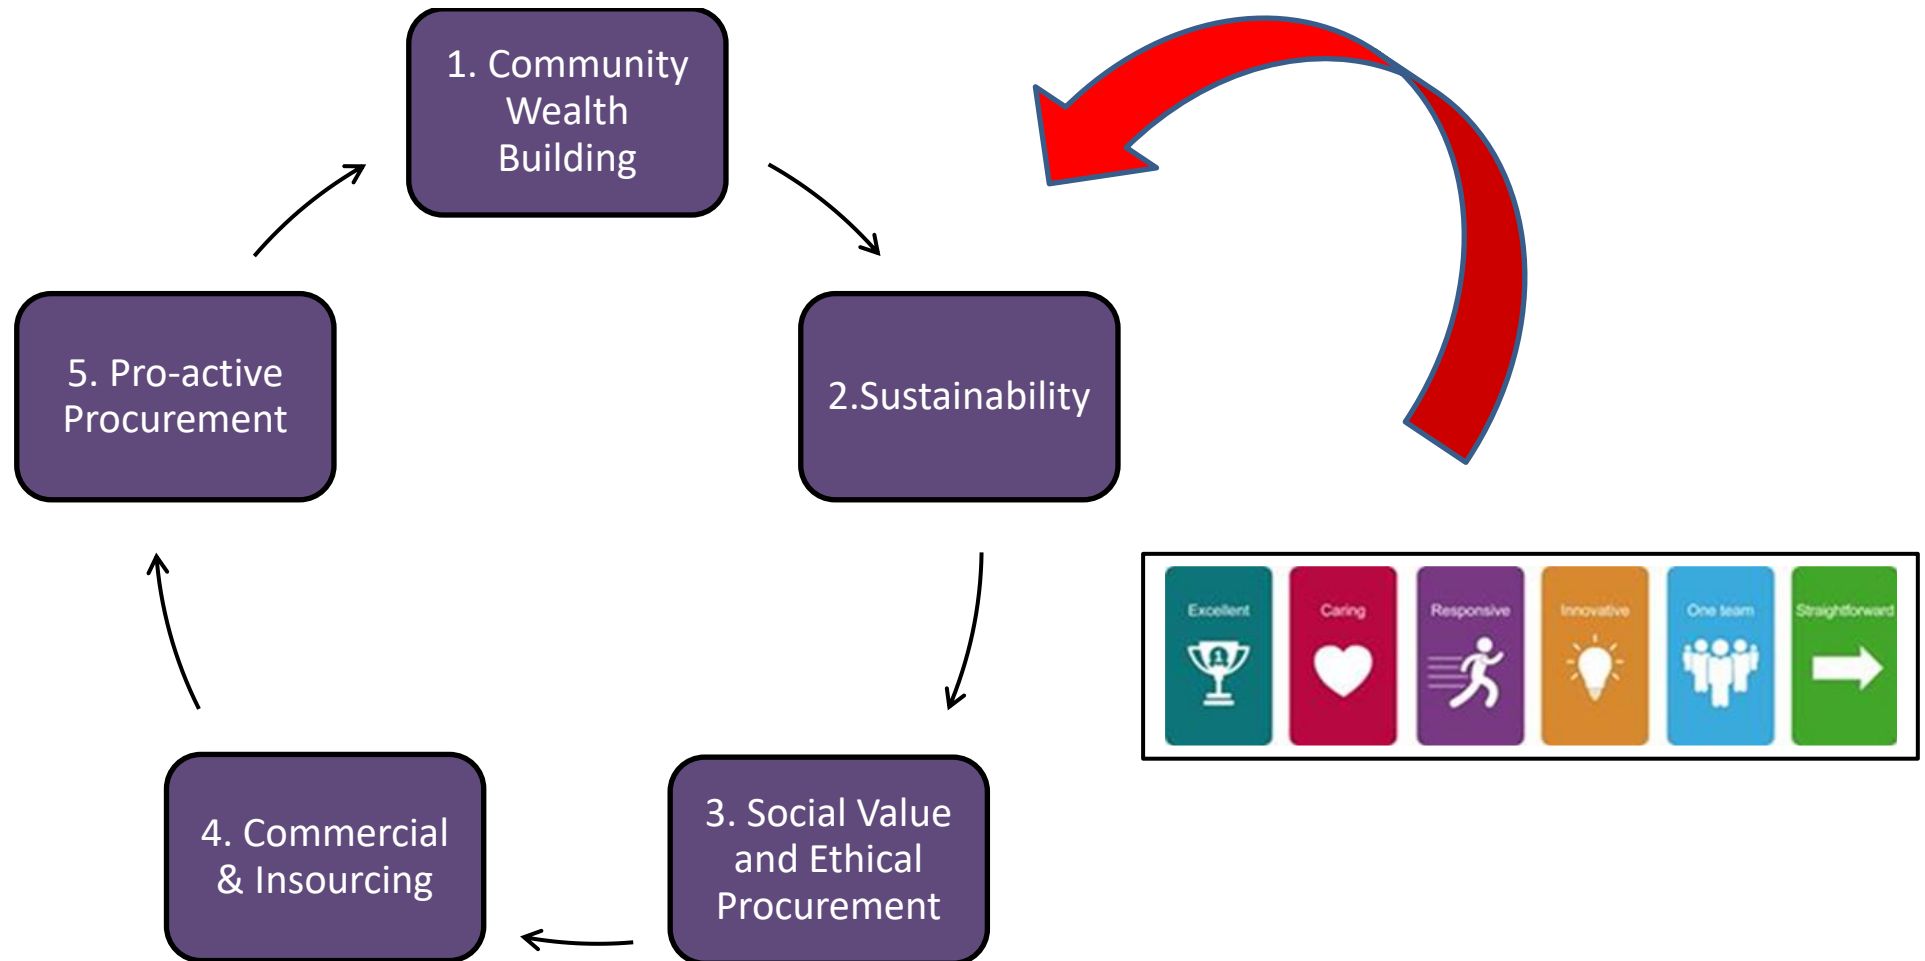 1. Community
Wealth
Building
2.Sustainability
3. Social Value
and Ethical
Procurement
4. Commercial
& Insourcing
5. Pro-active
Procurement
Excellent
Caring
Responsive
Innovative
One team
Straightforward